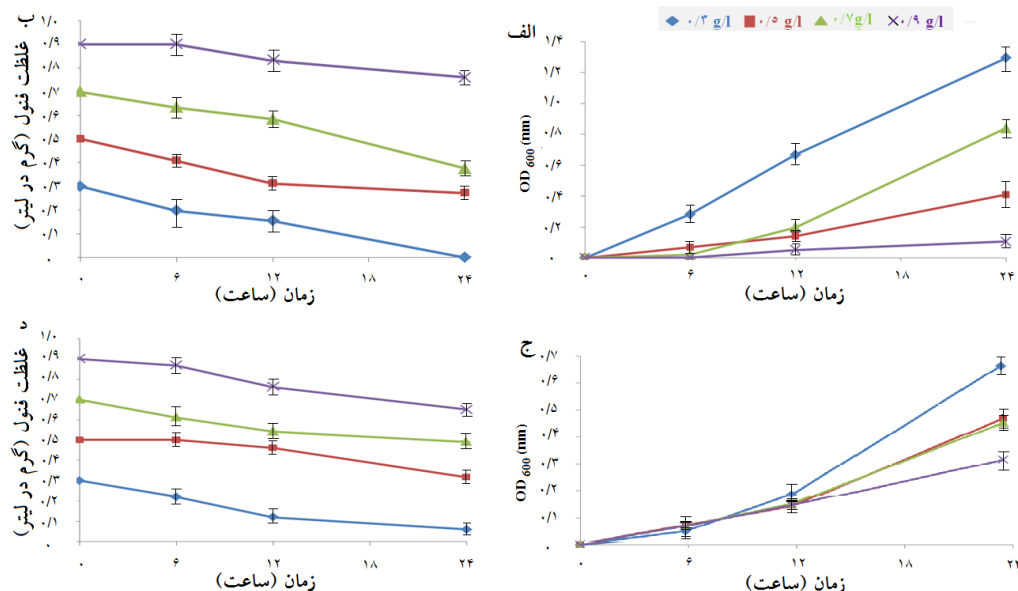 ۰/۳ g/l ۰/۵ g/l ۰/۷ g/l ۰/۹ g/l
الف
OD 600 (nm)
۱/۴
۱/۲
۱/۰
۰/۸
۰/۶
۰/۴
۰/۲
۰
۰ ۶ ۱۲ ۱۸ ۲۴
زمان (ساعت)
غلظت فنول (گرم در لیتر)
۱/۰
۰/۹
۰/۸
۰/۷
۰/۶
۰/۵
۰/۴
۰/۳
۰/۲
۰/۱
۰
۰ ۶ ۱۲ ۱۸ ۲۴
زمان (ساعت)
ج
OD 600 (nm)
۰/۷
۰/۶
۰/۵
۰/۴
۰/۳
۰/۲
۰/۱
۰
۰ ۶ ۱۲ ۱۸ ۲۴
زمان (ساعت)
غلظت فنول (گرم در لیتر)
۱/۰
۰/۹
۰/۸
۰/۷
۰/۶
۰/۵
۰/۴
۰/۳
۰/۲
۰/۱
۰
۰ ۶ ۱۲ ۱۸ ۲۴
زمان (ساعت)